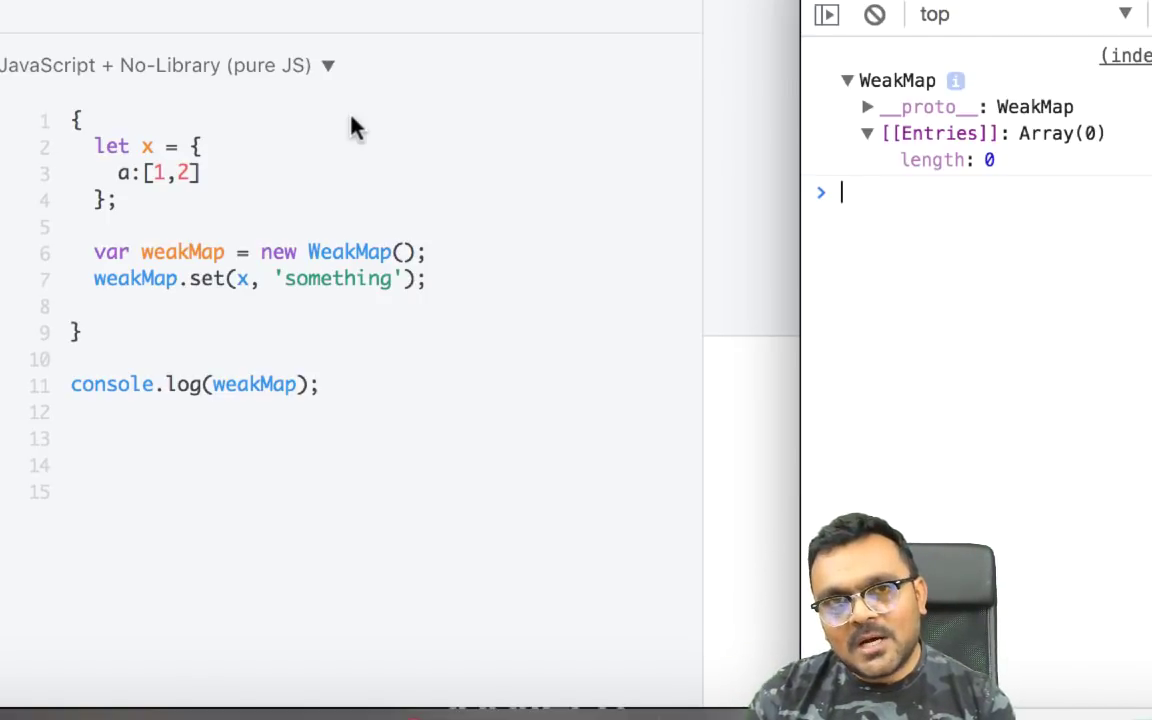 JavaScript + No-Library (pure JS) ▼
1 {
2 let x = {
3 a:[1,2]
4 };
5
6 var weakMap = new WeakMap();
7 weakMap.set(x, 'something');
8
9 }
10
11 console.log(weakMap);
12
13
14
15
top ▼
(inde
▼ WeakMap i
▶ __proto__: WeakMap
▼ [[Entries]]: Array(0)
length: 0
>